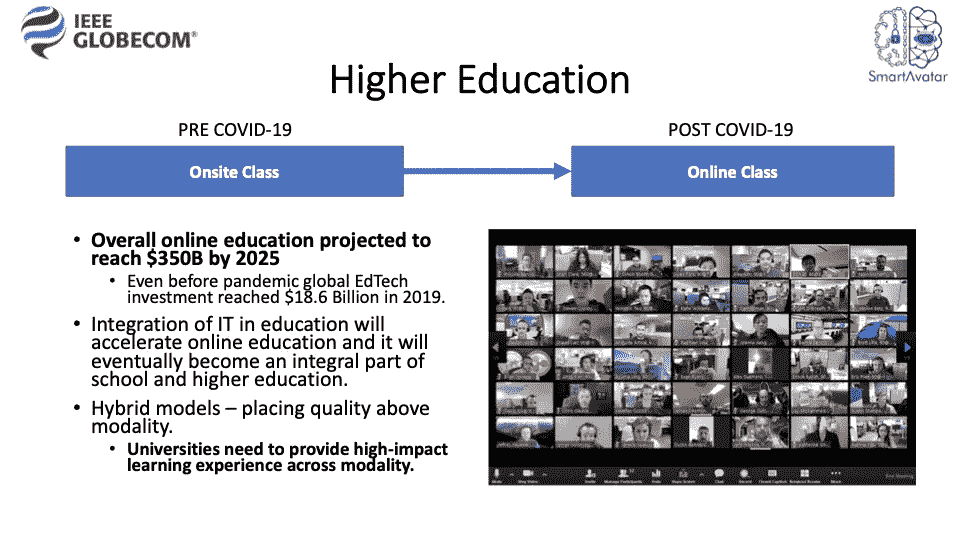 IEEE
GLOBECOM®
SmartAvatar
Higher Education
PRE COVID-19
POST COVID-19
Onsite Class
Online Class
• Overall online education projected to
reach $350B by 2025
• Even before pandemic global EdTech
investment reached $18.6 Billion in 2019.
• Integration of IT in education will
accelerate online education and it will
eventually become an integral part of
school and higher education.
• Hybrid models – placing quality above
modality.
• Universities need to provide high-impact
learning experience across modality.